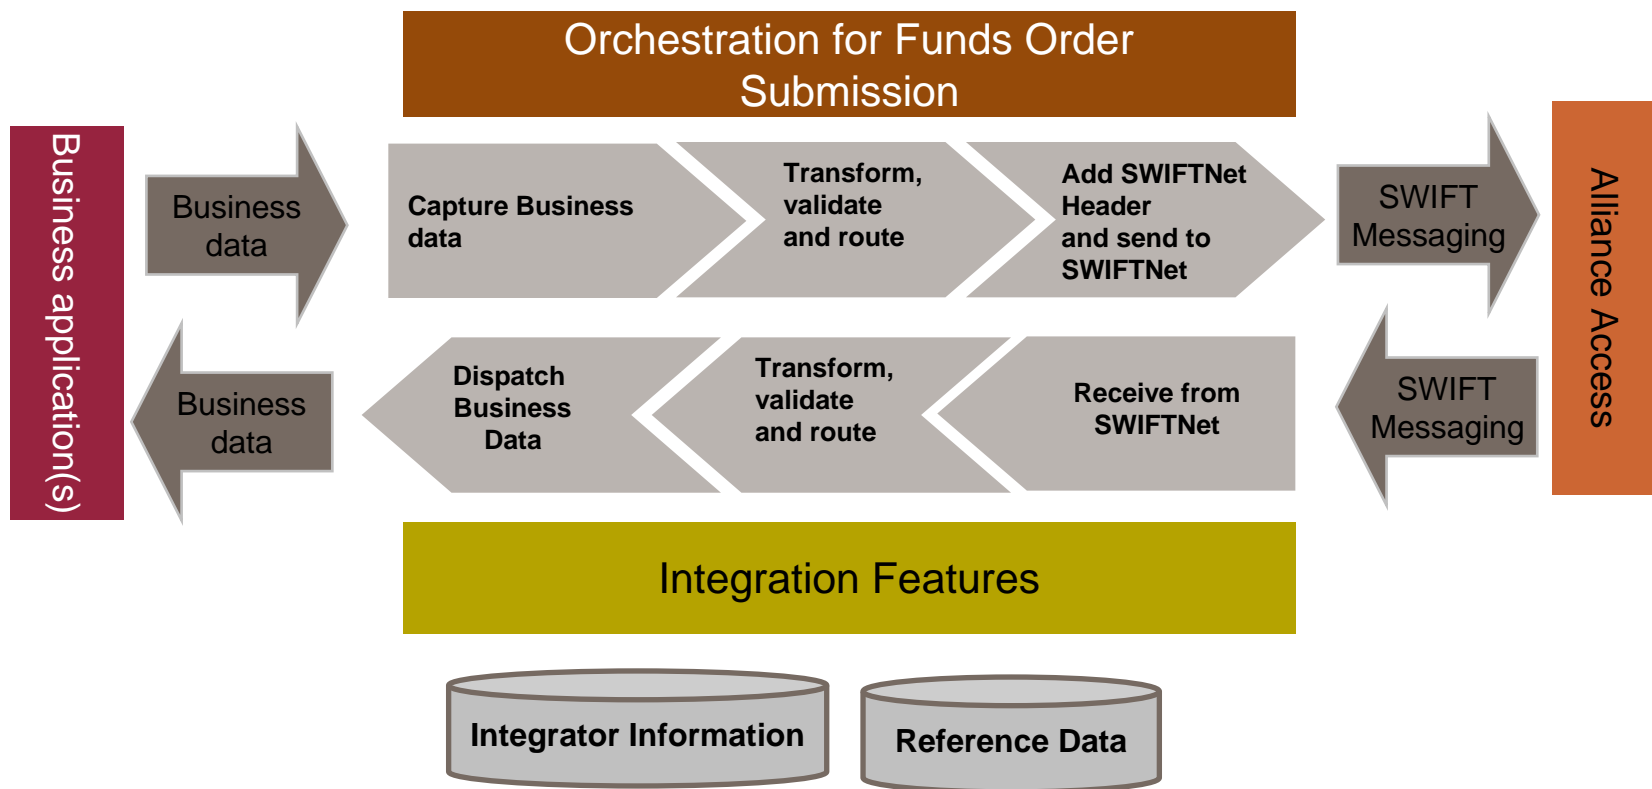 Orchestration for Funds Order
Submission
Business application(s)
Business
data
Capture Business
data
Transform,
validate
and route
Add SWIFTNet
Header
and send to
SWIFTNet
SWIFT
Messaging
Alliance Access
Business
data
Dispatch
Business
Data
Transform,
validate
and route
Receive from
SWIFTNet
SWIFT
Messaging
Integration Features
Integrator Information
Reference Data